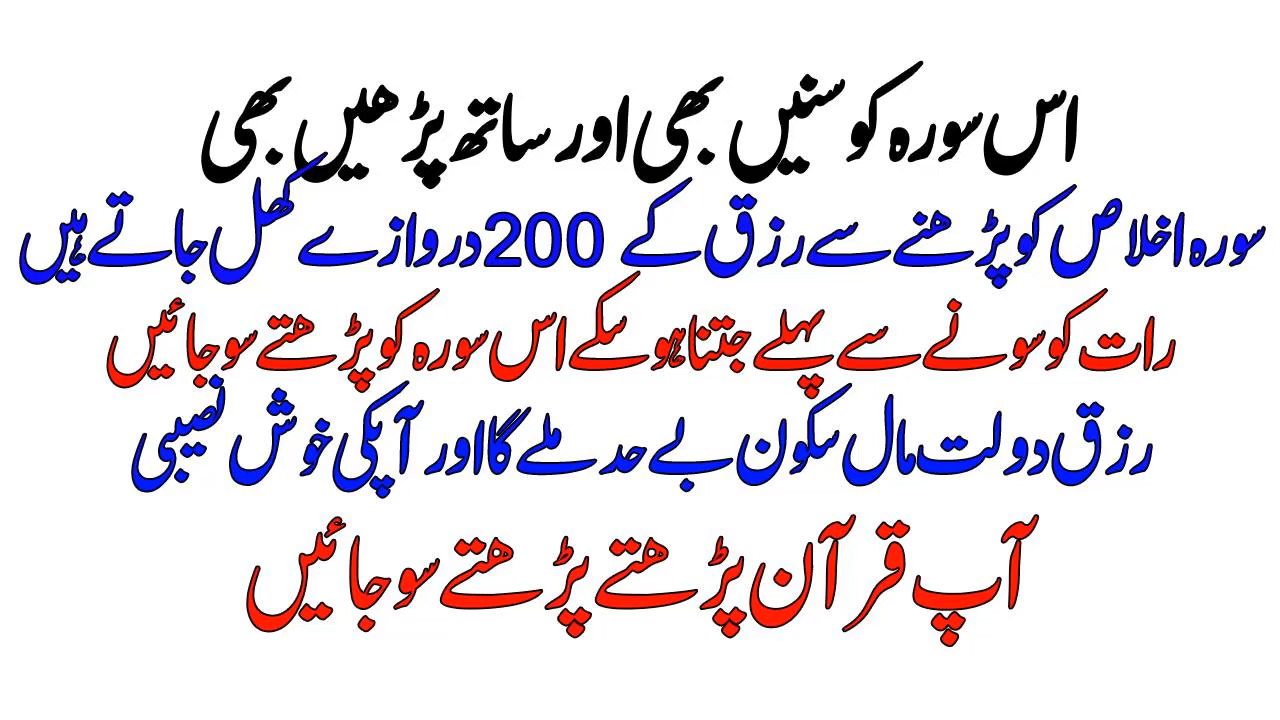 اس سورہ کو سنیں بھی اور ساتھ پڑھیں بھی
سورہ اخلاص کو پڑھنے سے رزق کے 200 دروازے کھل جاتے ہیں
رات کو سونے سے پہلے جتنا ہو سکے اس سورہ کو پڑھتے سو جائیں
رزق دولت مال سکون بے حد ملے گا اور آپکی خوش نصیبی
آپ قرآن پڑھتے پڑھتے سو جائیں